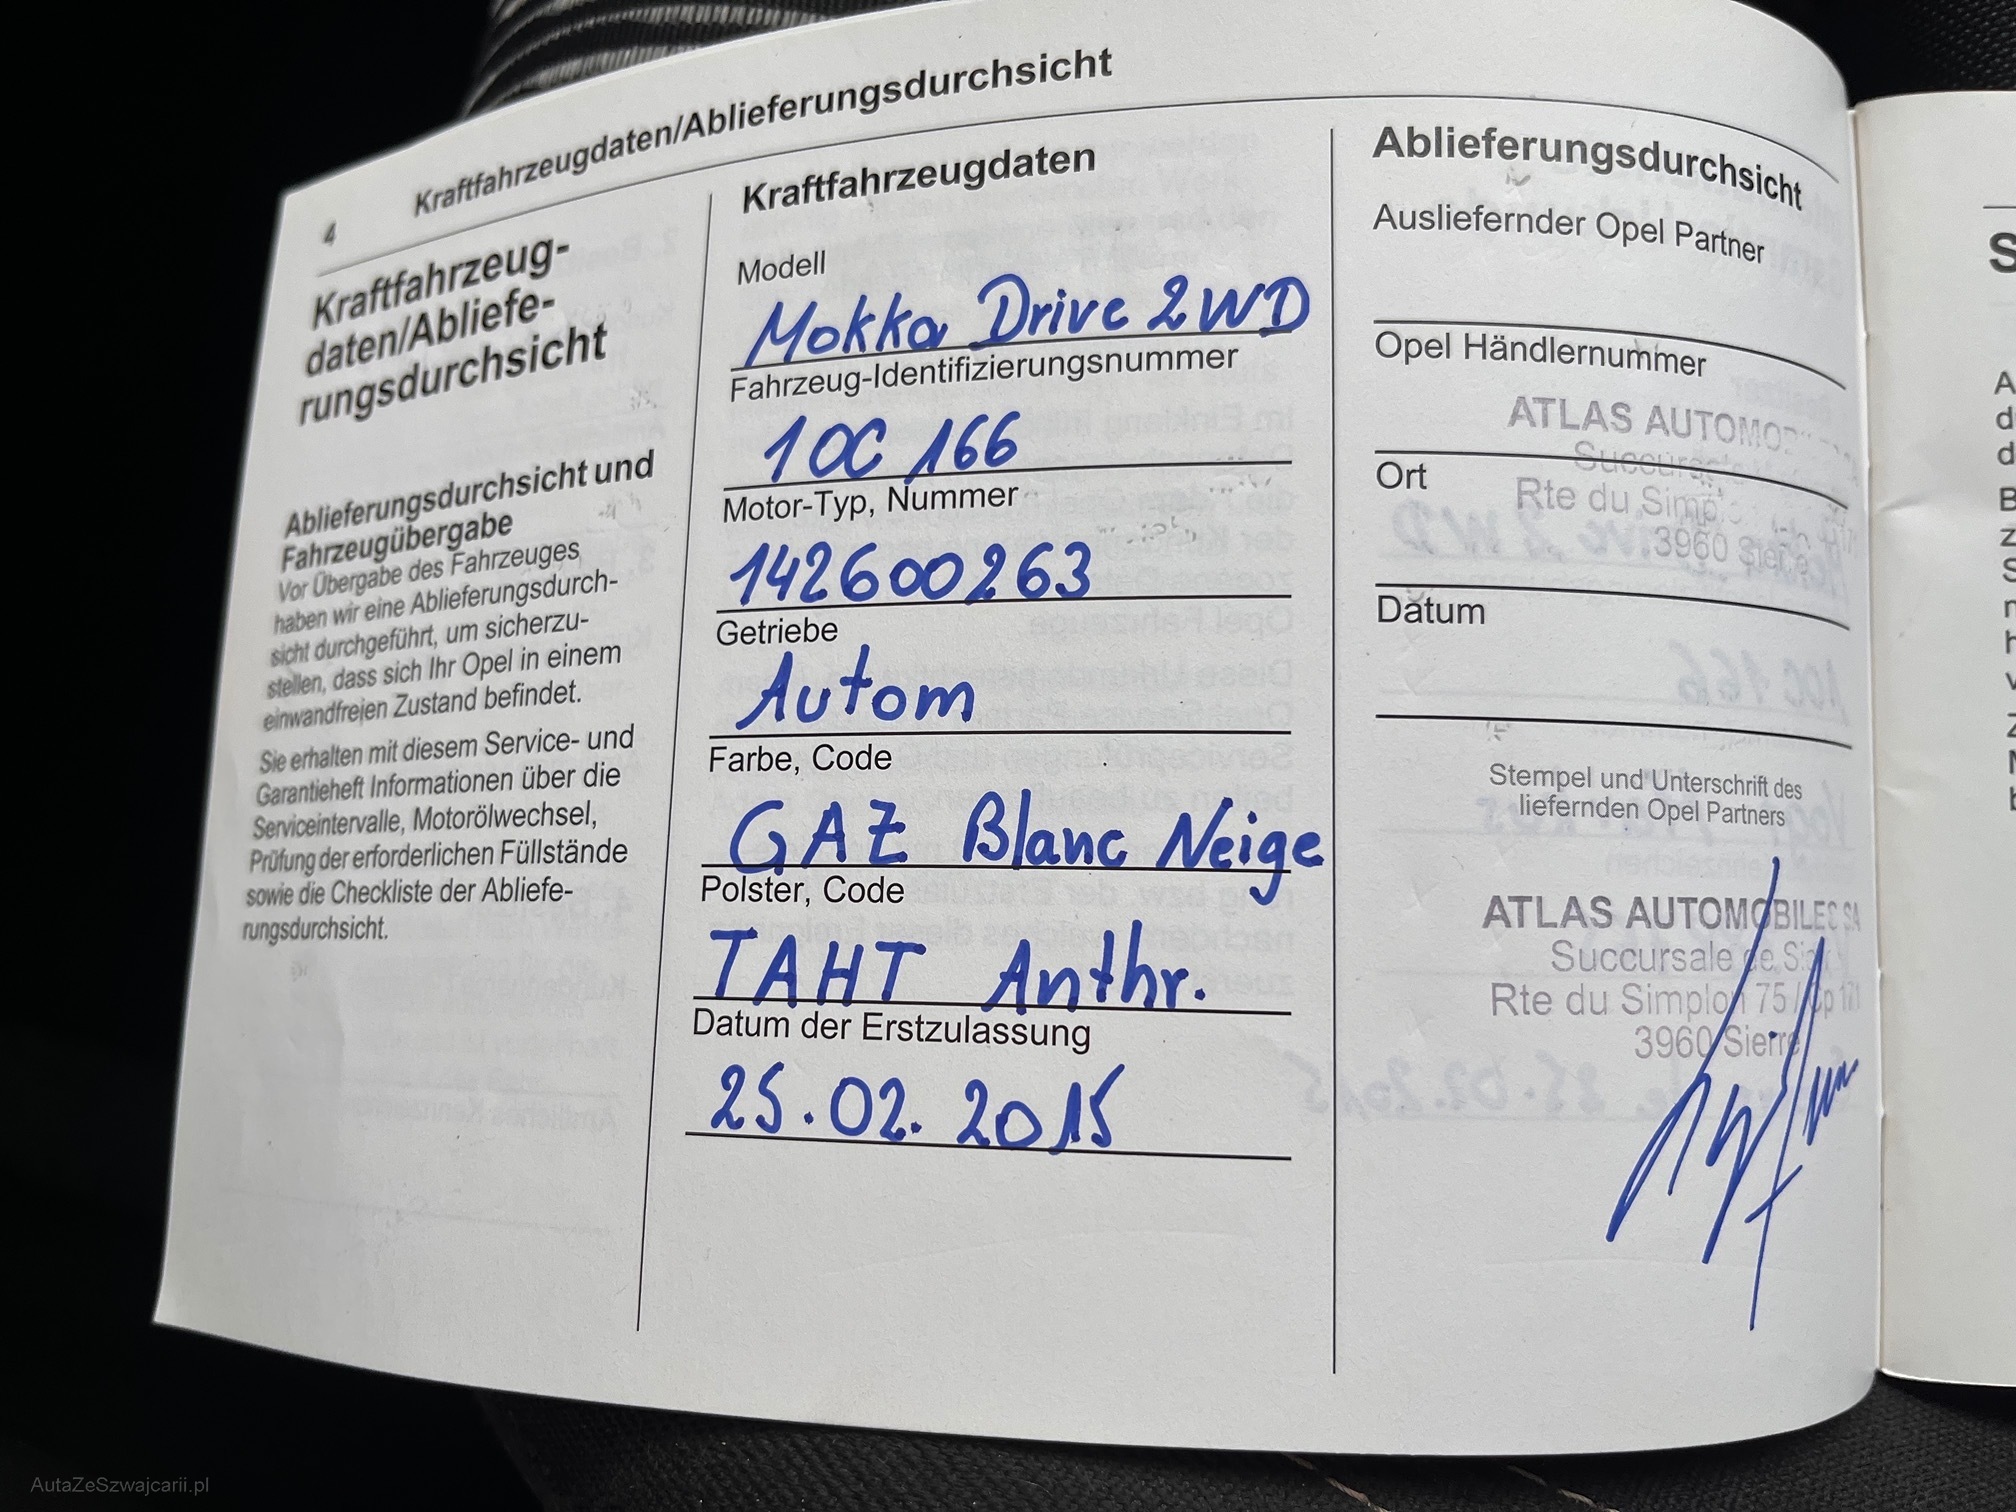 4
Kraftfahrzeugdaten/Ablieferungsdurchsicht
Kraftfahrzeug-
daten/Abliefe-
rungsdurchsicht
Ablieferungsdurchsicht und
Fahrzeugübergabe
Vor Übergabe des Fahrzeuges
haben wir eine Ablieferungsdurch-
sicht durchgeführt, um sicherzu-
stellen, dass sich Ihr Opel in einem
einwandfreien Zustand befindet.
Sie erhalten mit diesem Service- und
Garantieheft Informationen über die
Serviceintervalle, Motorölwechsel,
Prüfung der erforderlichen Füllstände
sowie die Checkliste der Abliefe-
rungsdurchsicht.
Kraftfahrzeugdaten
Modell
Mokka Drive 2WD
Fahrzeug-Identifizierungsnummer
10C 166
Motor-Typ, Nummer
142600263
Getriebe
Autom
Farbe, Code
GAZ Blanc Neige
Polster, Code
TAHT Anthr.
Datum der Erstzulassung
25.02.2015
Ablieferungsdurchsicht
Ausliefernder Opel Partner
Opel Händlernummer
ATLAS
Ort
Rte du
3960 Sierre
Datum
Stempel und Unterschrift des
liefernden Opel Partners
ATLAS AUTOMOBILES SA
Succursale de
Rte du Simplon 75 / Cp
3960 Sierre
AutaZeSzwajcarii.pl